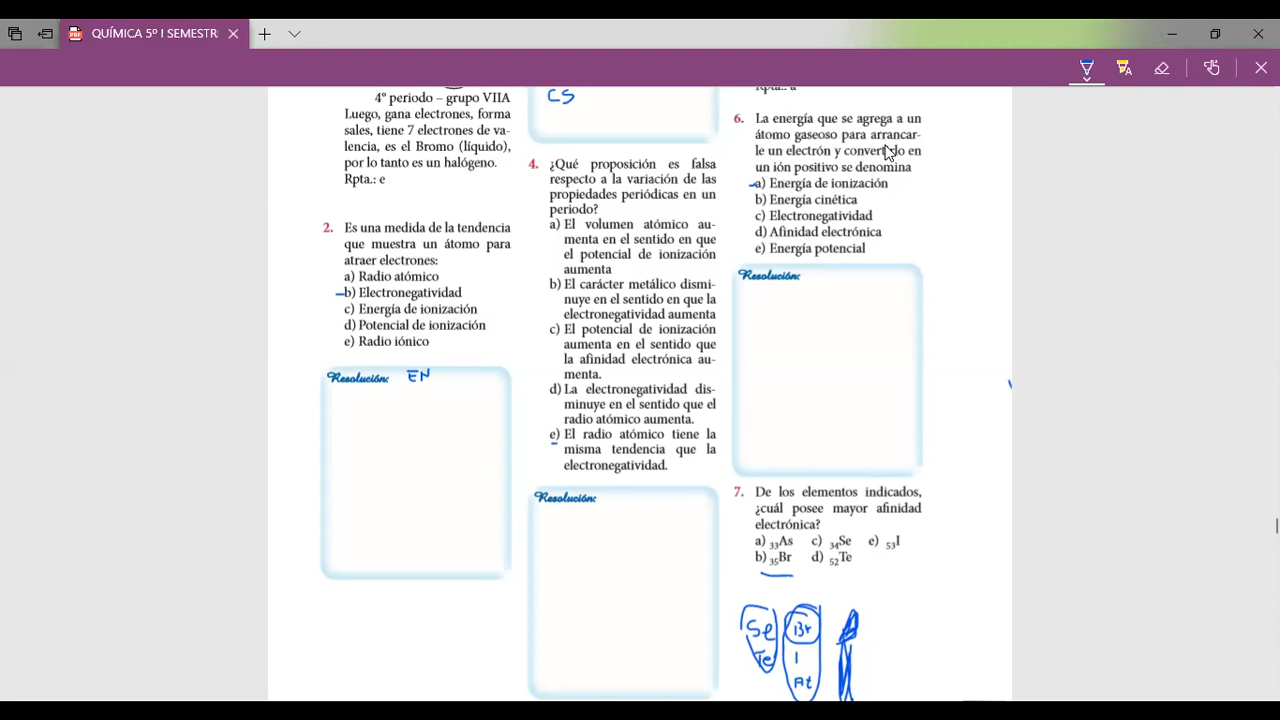 QUÍMICA 5º I SEMESTR
4º periodo – grupo VIIA
Luego, gana electrones, forma
sales, tiene 7 electrones de va-
lencia, es el Bromo (líquido),
por lo tanto es un halógeno.
Rpta.: e
2. Es una medida de la tendencia
que muestra un átomo para
atraer electrones:
a) Radio atómico
b) Electronegatividad
c) Energía de ionización
d) Potencial de ionización
e) Radio iónico
Resolución: EN
CS
4. ¿Qué proposición es falsa
respecto a la variación de las
propiedades periódicas en un
periodo?
a) El volumen atómico au-
menta en el sentido en que
el potencial de ionización
aumenta
b) El carácter metálico dismi-
nuye en el sentido en que la
electronegatividad aumenta
c) El potencial de ionización
aumenta en el sentido que
la afinidad electrónica au-
menta.
d) La electronegatividad dis-
minuye en el sentido que el
radio atómico aumenta.
e) El radio atómico tiene la
misma tendencia que la
electronegatividad.
Resolución:
6. La energía que se agrega a un
átomo gaseoso para arrancar-
le un electrón y convertido en
un ión positivo se denomina
a) Energía de ionización
b) Energía cinética
c) Electronegatividad
d) Afinidad electrónica
e) Energía potencial
Resolución:
7. De los elementos indicados,
¿cuál posee mayor afinidad
electrónica?
a) 33As c) 34Se e) 53I
b) 35Br d) 52Te
Se Br
Te I
At